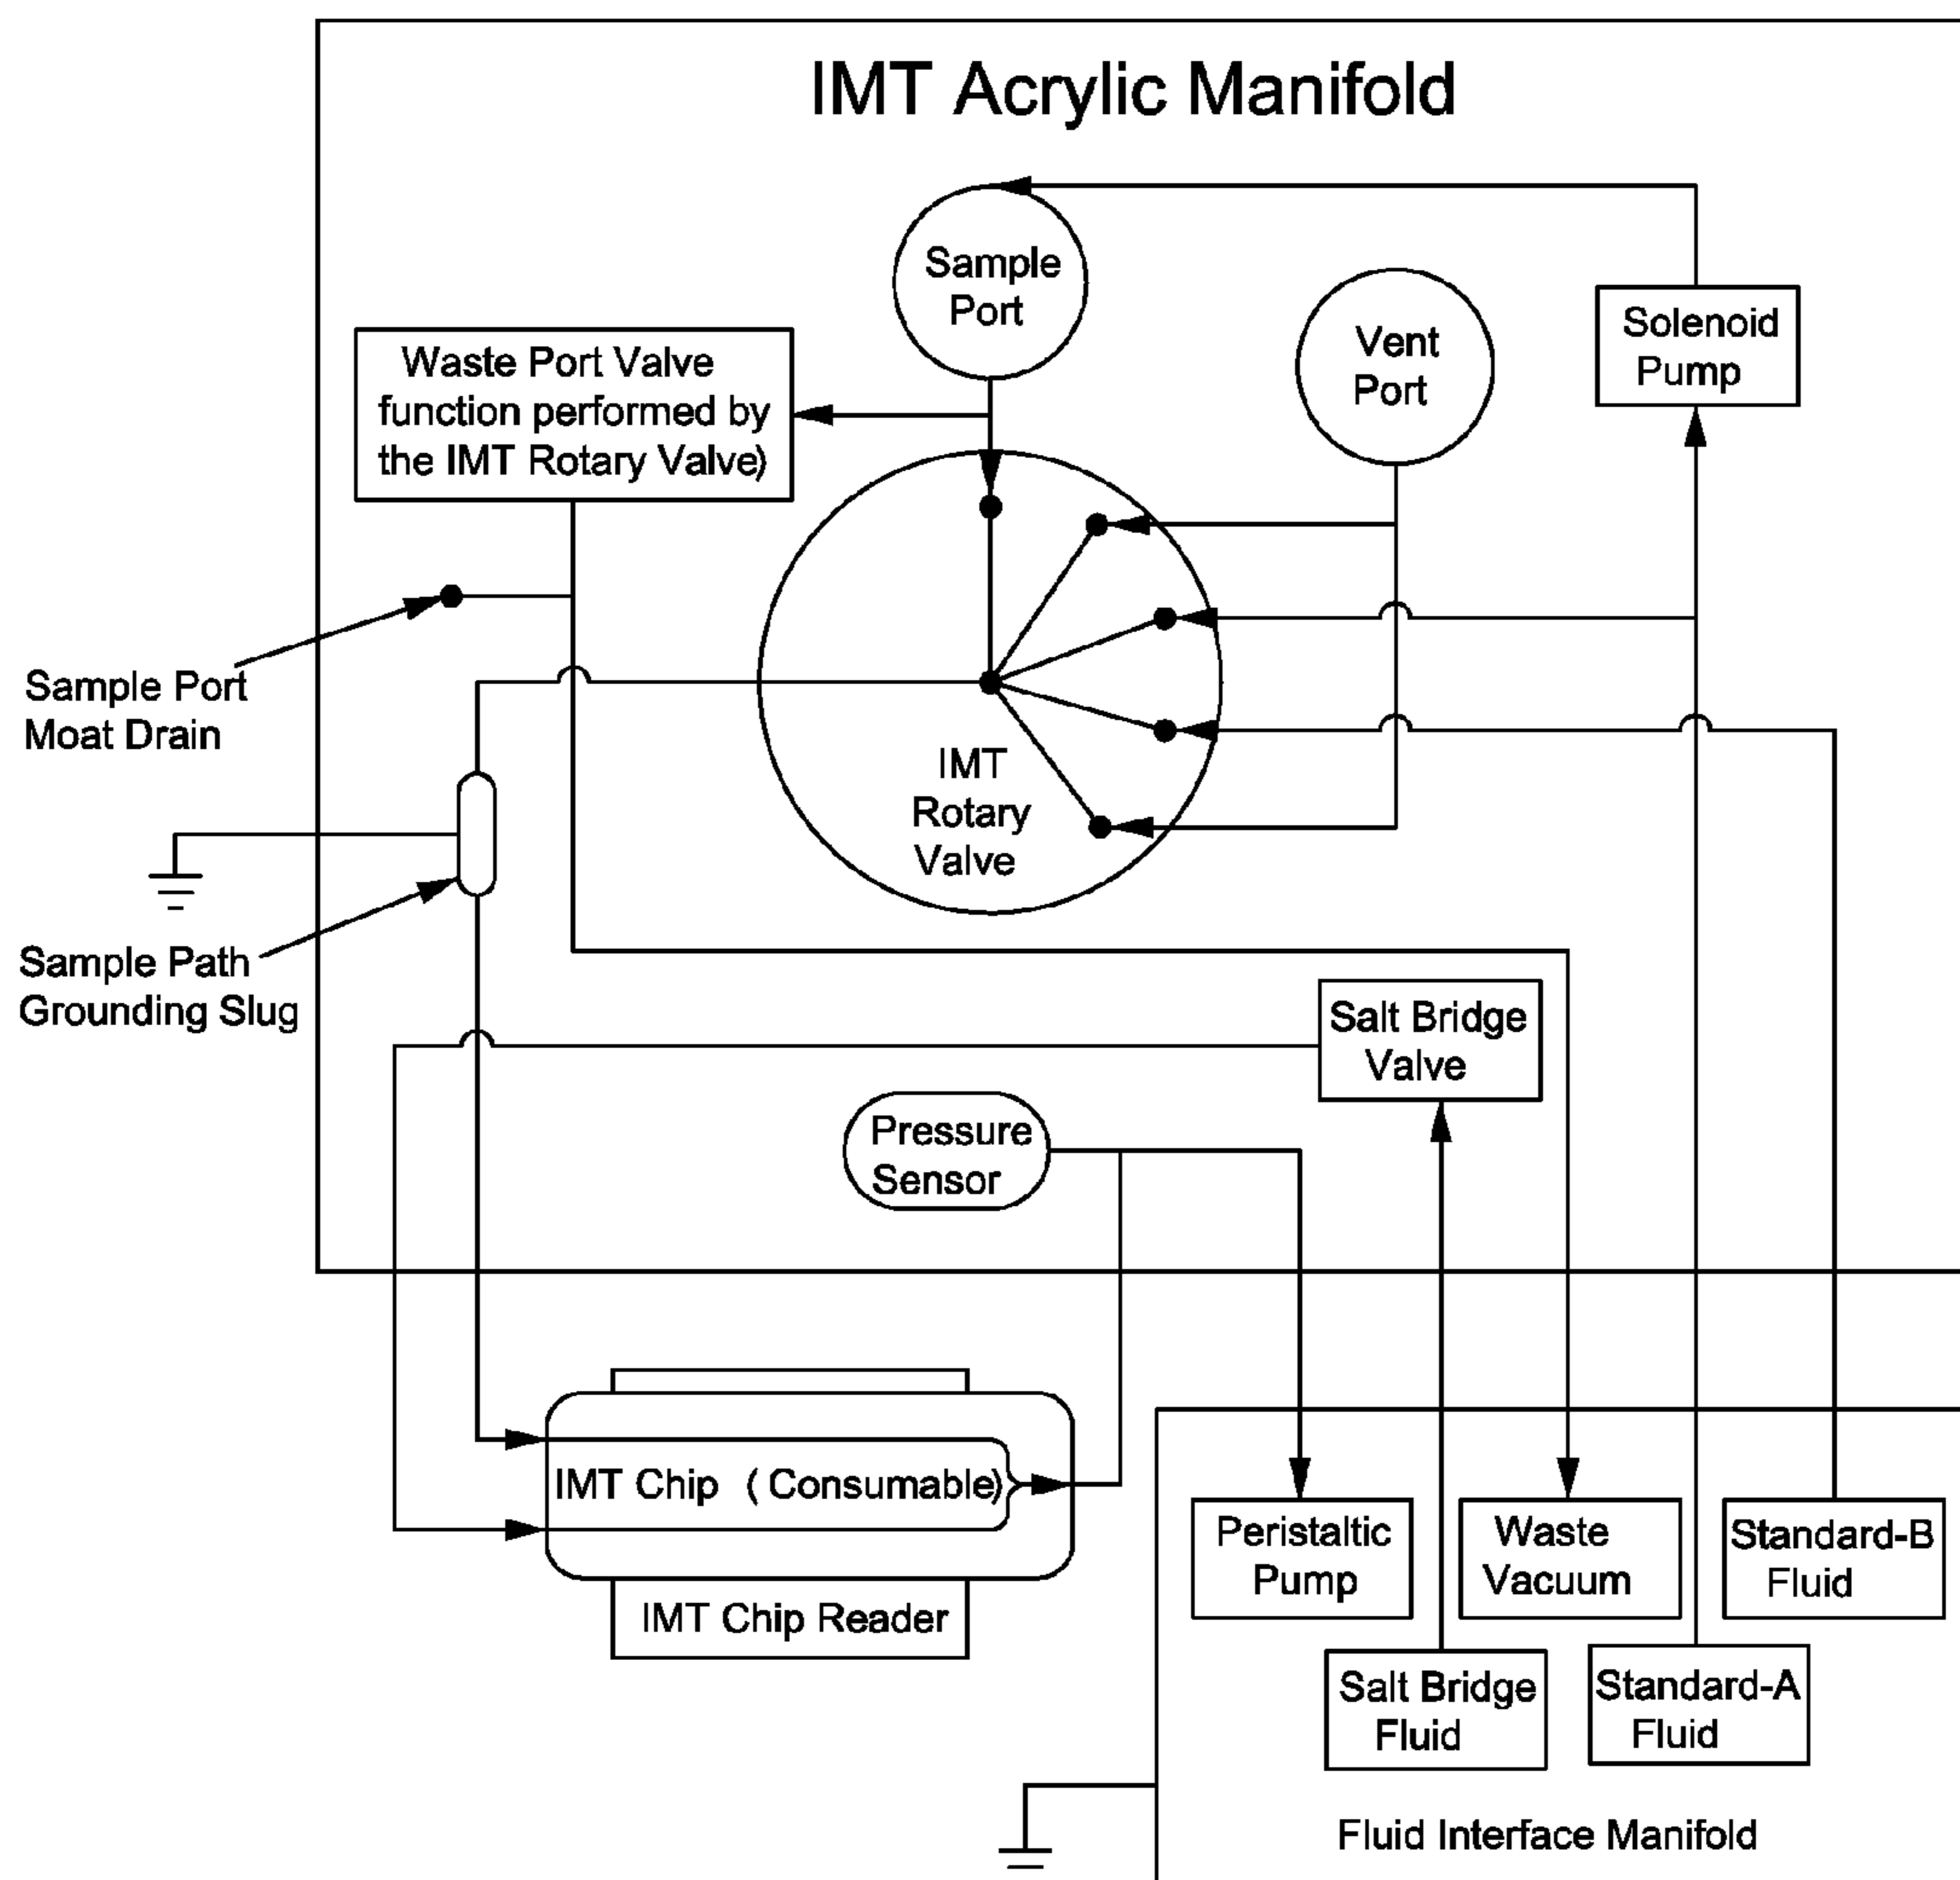 IMT Acrylic Manifold
Sample
Port
Vent
Port
Solenoid
Pump
Waste Port Valve
function performed by
the IMT Rotary Valve)
Sample Port
Moat Drain
IMT
Rotary
Valve
Sample Path
Grounding Slug
Salt Bridge
Valve
Pressure
Sensor
IMT Chip ( Consumable)
IMT Chip Reader
Peristaltic
Pump
Waste
Vacuum
Standard-B
Fluid
Salt Bridge
Fluid
Standard-A
Fluid
Fluid Interface Manifold